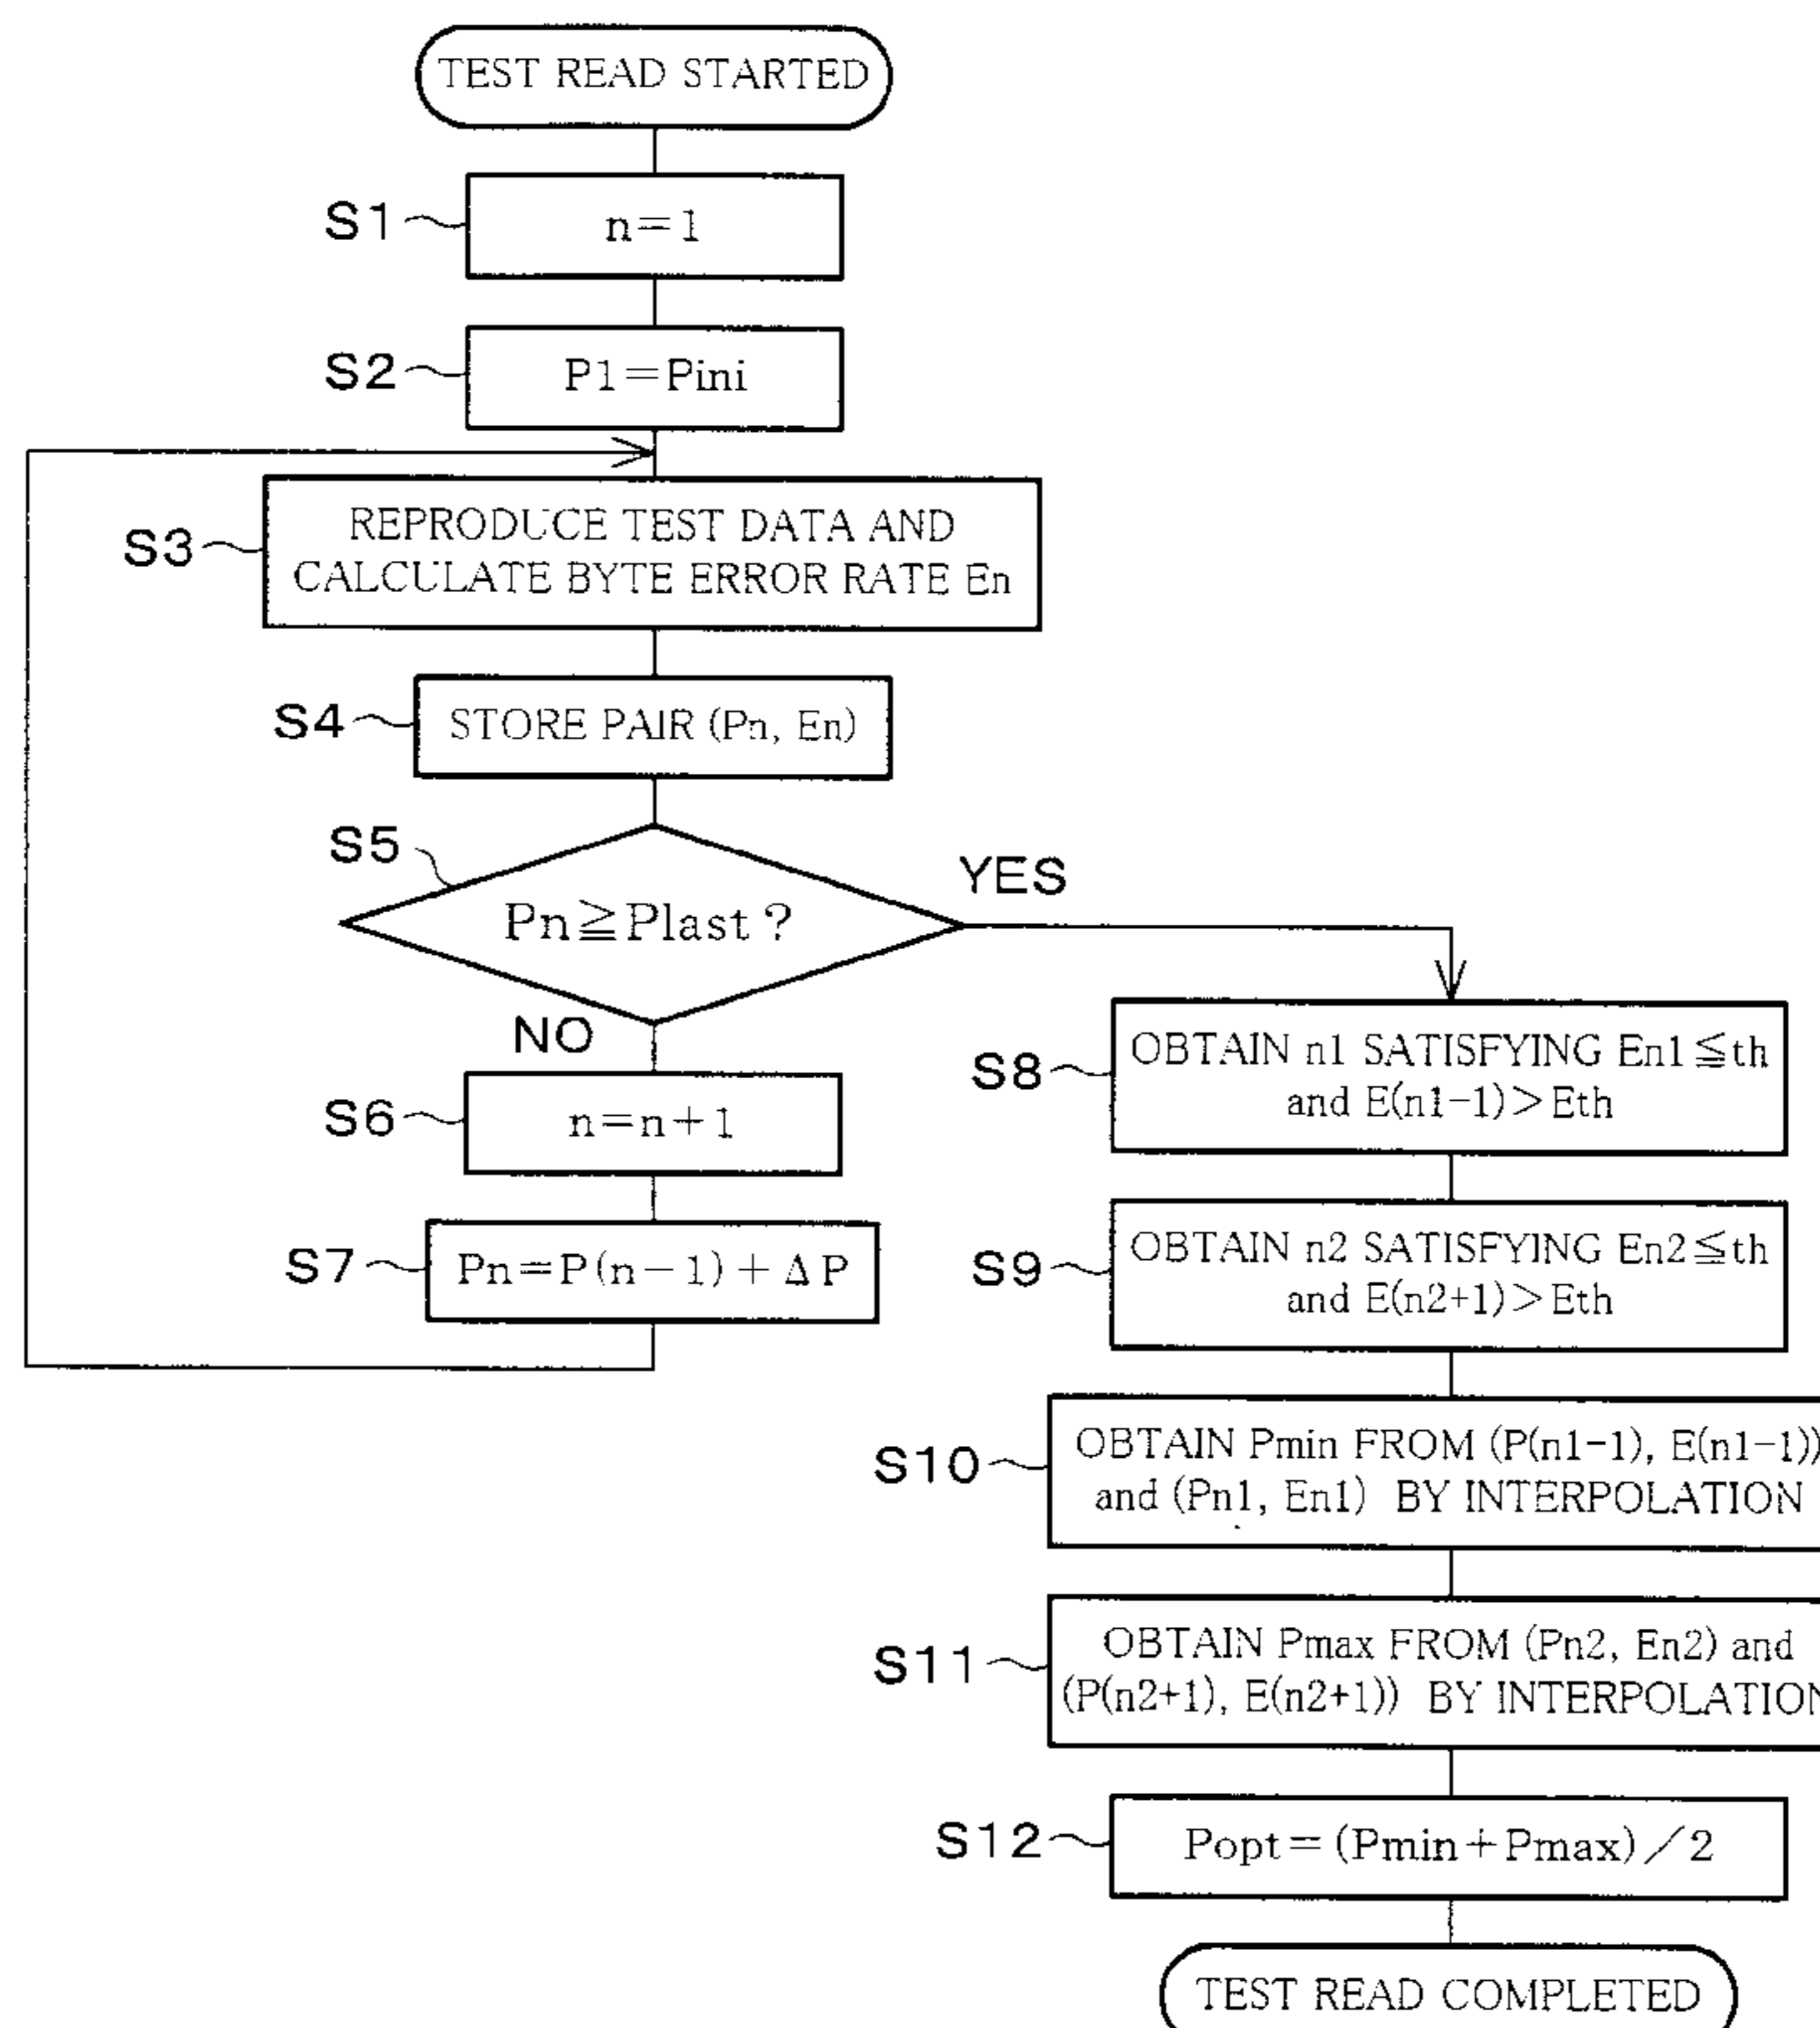 TEST READ STARTED
S1
n=1
S2
P1=Pini
S3
REPRODUCE TEST DATA AND
CALCULATE BYTE ERROR RATE En
S4
STORE PAIR (Pn, En)
S5
Pn≧Plast?
YES
NO
S6
n=n+1
S7
Pn=P(n-1)+ΔP
S8
OBTAIN n1 SATISFYING En1≦th
and E(n1-1)>Eth
S9
OBTAIN n2 SATISFYING En2≦th
and E(n2+1)>Eth
S10
OBTAIN Pmin FROM (P(n1-1), E(n1-1))
and (Pn1, En1) BY INTERPOLATION
S11
OBTAIN Pmax FROM (Pn2, En2) and
(P(n2+1), E(n2+1)) BY INTERPOLATION
S12
Popt=(Pmin+Pmax)/2
TEST READ COMPLETED